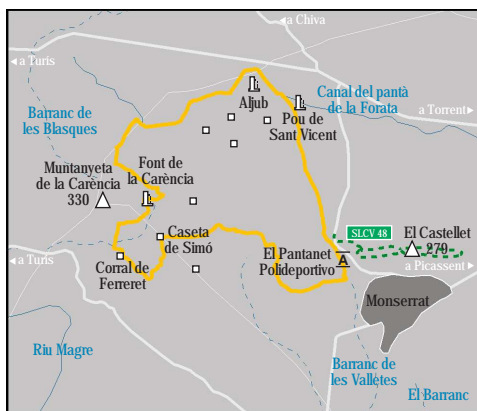 a Chiva
a Turis
Aljub
Canal del pantà
de la Forata
a Torrent
Barranc de
les Blasques
Pou de
Sant Vicent
Muntanyeta
de la Carència
330
Font de
la Carència
SLCV 48
El Castellet
270
Caseta
de Simó
El Pantanet
Polideportivo
A
a Turis
Corral de
Ferreret
a Picassent
Monserrat
Riu Magre
Barranc de
les Valletes
El Barranc